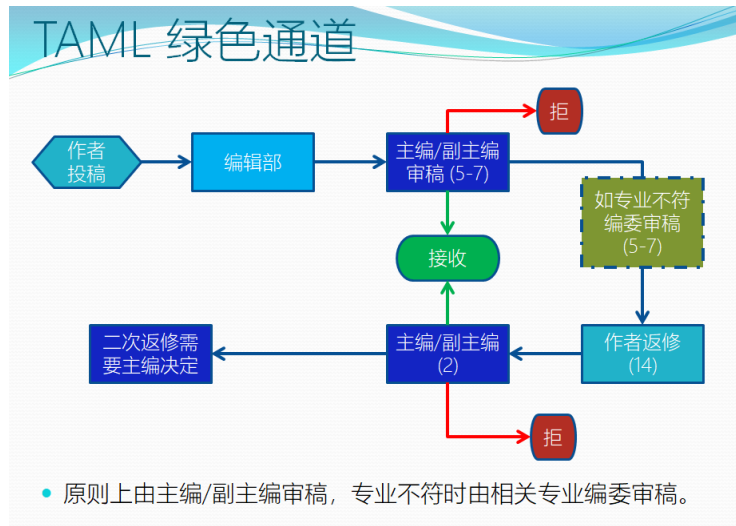 TAML 绿色通道
拒
作者
投稿
编辑部
主编/副主编
审稿 (5-7)
如专业不符
编委审稿
(5-7)
接收
二次返修需
要主编决定
主编/副主编
(2)
作者返修
(14)
拒
原则上由主编/副主编审稿，专业不符时由相关专业编委审稿。